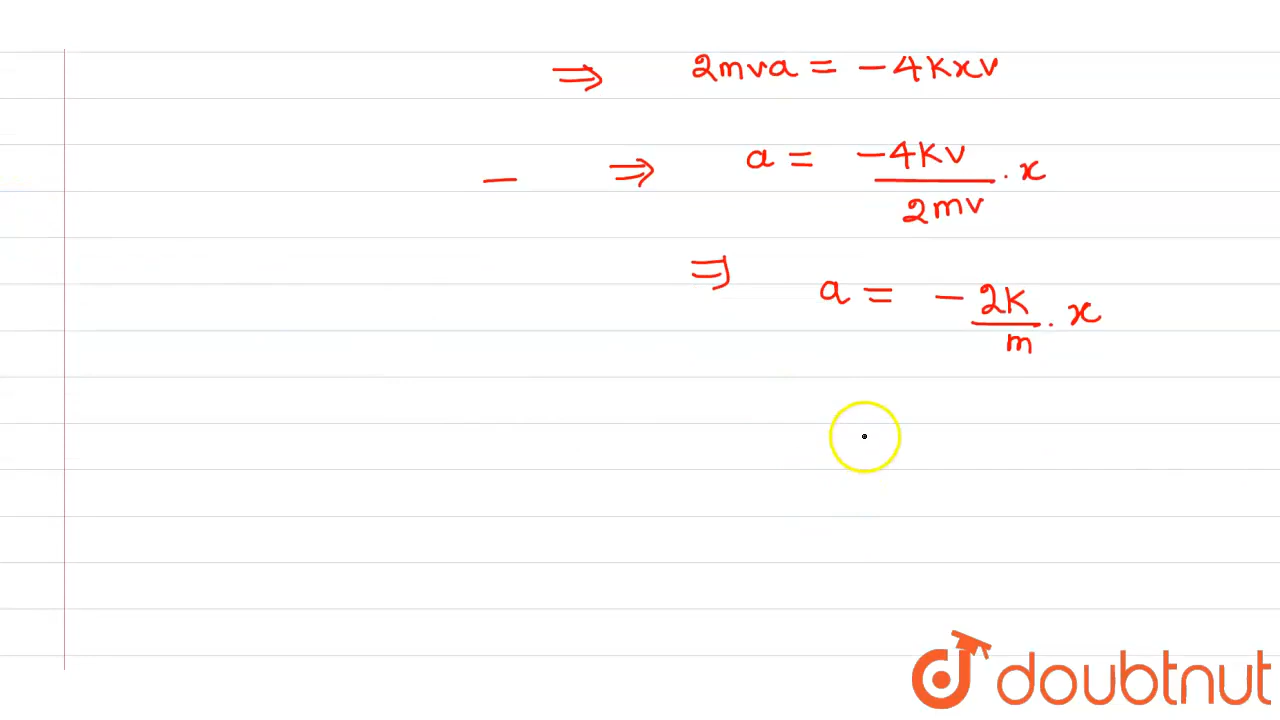 ⇒ 2mva = -4kxv
⇒ a = -4kv/2mv . x
⇒ a = -2k/m . x
doubtnut